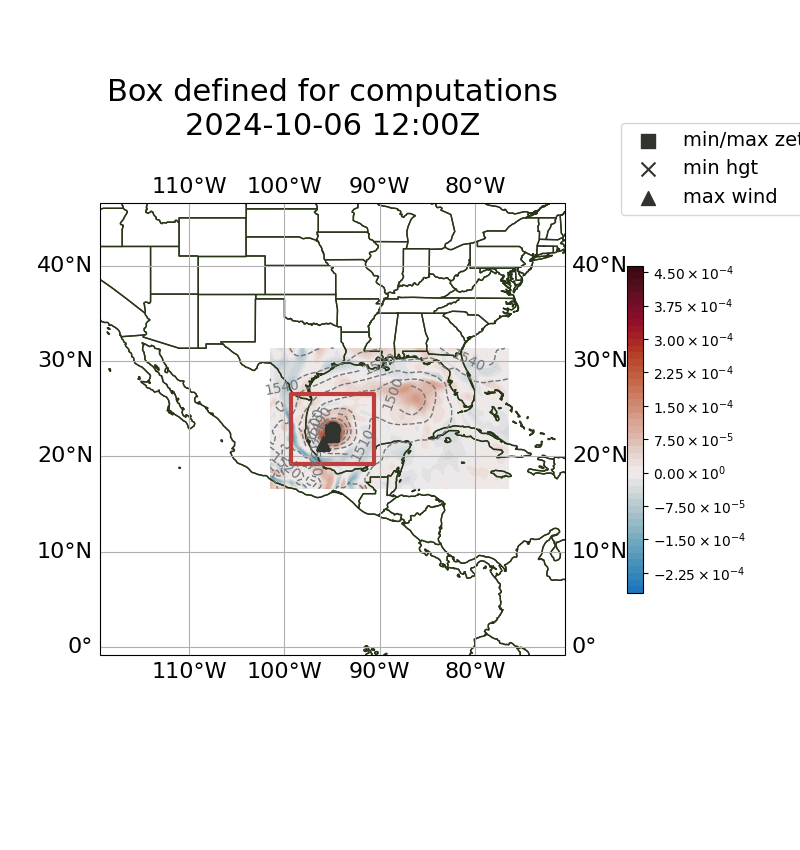 Box defined for computations
2024-10-06 12:00Z
min/max zet
min hgt
max wind
110°W 100°W 90°W 80°W
40°N 40°N
30°N 30°N
20°N
10°N 10°N
0° 0°
110°W 100°W 90°W 80°W
1540
1540
1500
1510
4.50 × 10⁻⁴
3.75 × 10⁻⁴
3.00 × 10⁻⁴
2.25 × 10⁻⁴
1.50 × 10⁻⁴
7.50 × 10⁻⁵
0.00 × 10⁰
−7.50 × 10⁻⁵
−1.50 × 10⁻⁴
−2.25 × 10⁻⁴